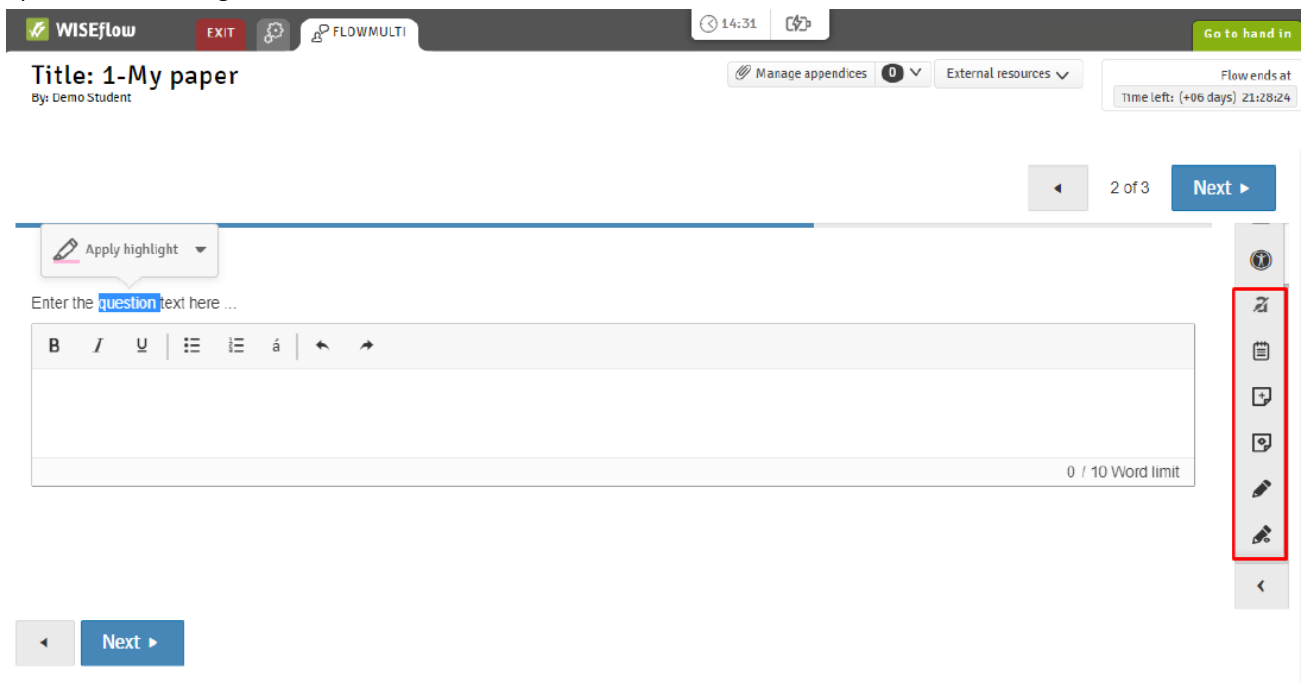 WISEflow EXIT FLOWMULTI 14:31 Go to hand in
Title: 1-My paper
By: Demo Student
Manage appendices 0 External resources
Flow ends at
Time left: (+06 days) 21:28:24
2 of 3 Next
Apply highlight
Enter the question text here ...
B I U á
0 / 10 Word limit
Next